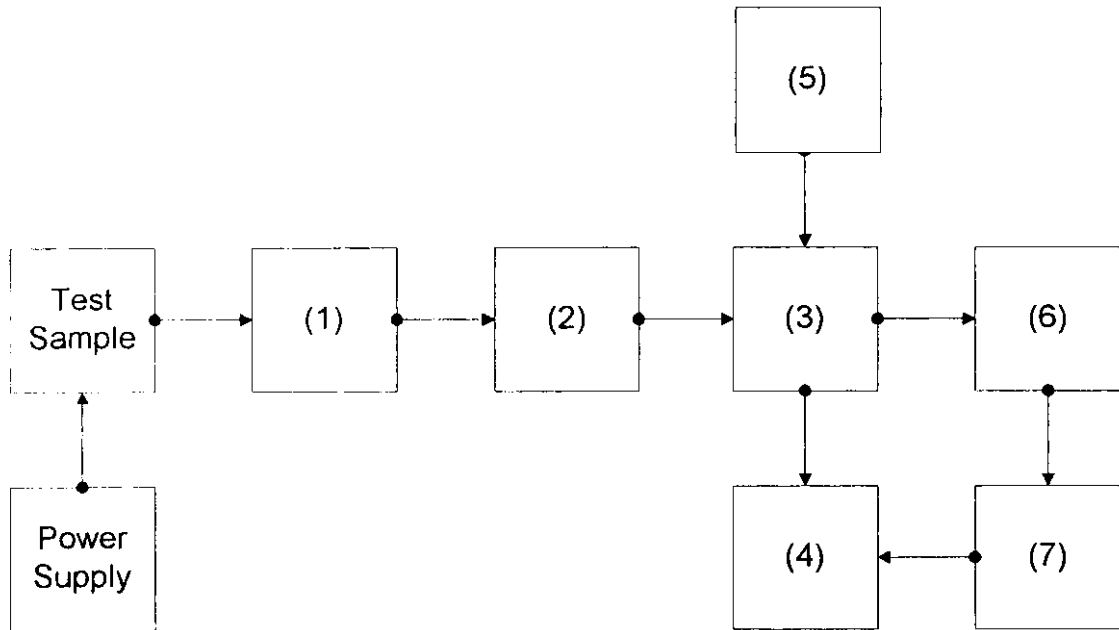 (5)
Test
Sample
(1)
(2)
(3)
(6)
Power
Supply
(4)
(7)